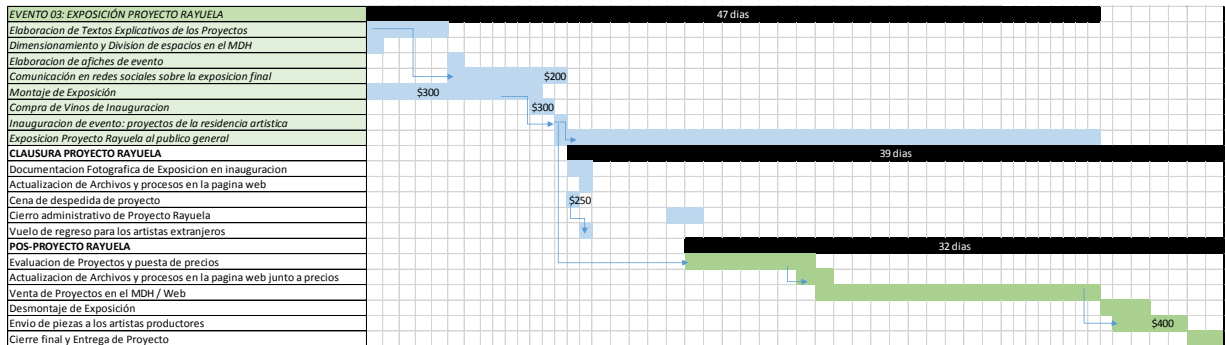 EVENTO 03: EXPOSICIÓN PROYECTO RAYUELA 47 dias
Elaboracion de Textos Explicativos de los Proyectos
Dimensionamiento y Division de espacios en el MDH
Elaboracion de afiches de evento
Comunicación en redes sociales sobre la exposicion final $200
Montaje de Exposición $300
Compra de Vinos de Inauguracion $300
Inauguracion de evento: proyectos de la residencia artistica
Exposicion Proyecto Rayuela al publico general
CLAUSURA PROYECTO RAYUELA 39 dias
Documentacion Fotografica de Exposicion en inauguracion
Actualizacion de Archivos y procesos en la pagina web
Cena de despedida de proyecto $250
Cierro administrativo de Proyecto Rayuela
Vuelo de regreso para los artistas extranjeros
POS-PROYECTO RAYUELA 32 dias
Evaluacion de Proyectos y puesta de precios
Actualizacion de Archivos y procesos en la pagina web junto a precios
Venta de Proyectos en el MDH / Web
Desmontaje de Exposición
Envio de piezas a los artistas productores $400
Cierre final y Entrega de Proyecto